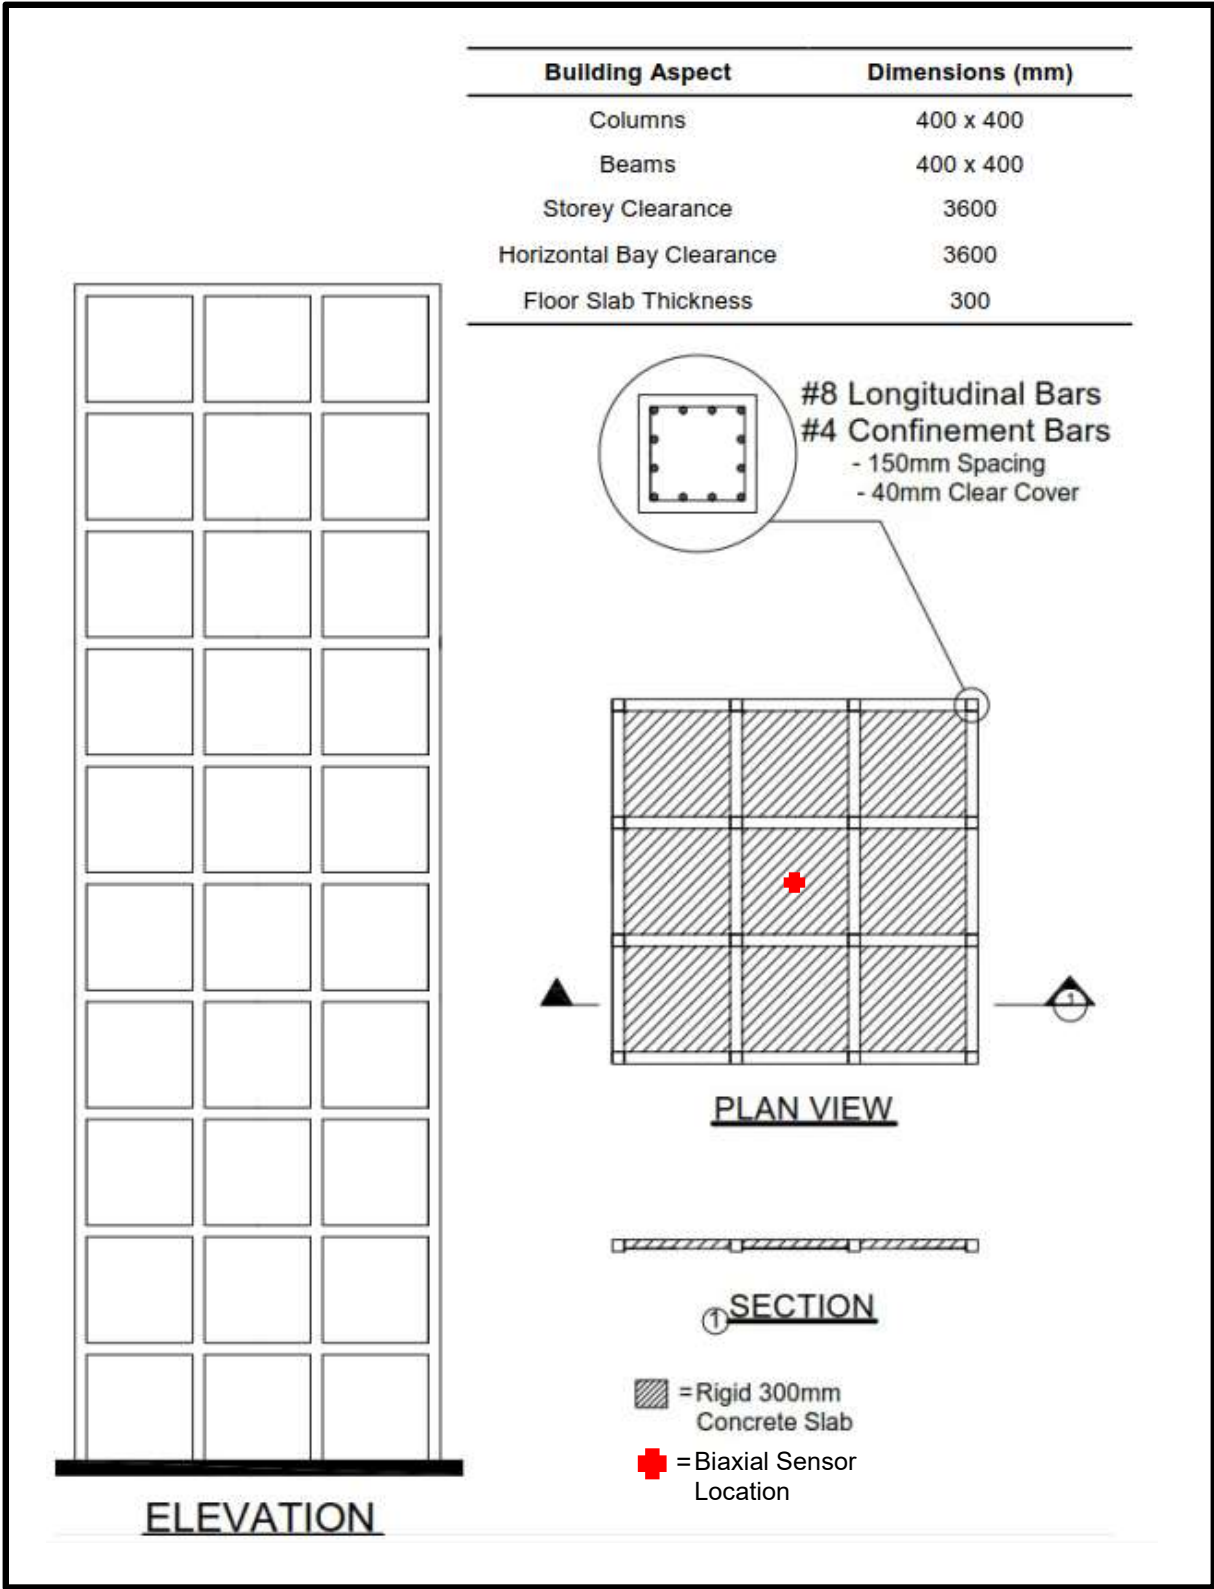 Building Aspect Dimensions (mm)
Columns 400 x 400
Beams 400 x 400
Storey Clearance 3600
Horizontal Bay Clearance 3600
Floor Slab Thickness 300
#8 Longitudinal Bars
#4 Confinement Bars
- 150mm Spacing
- 40mm Clear Cover
1
PLAN VIEW
1 SECTION
=Rigid 300mm
Concrete Slab
=Biaxial Sensor
Location
ELEVATION